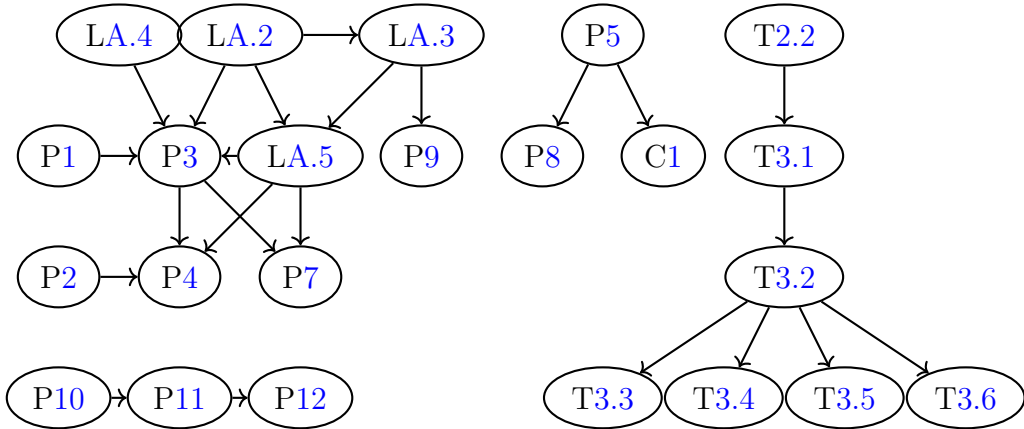 LA.4 LA.2 LA.3 P5 T2.2
P1 P3 LA.5 P9 P8 C1 T3.1
P2 P4 P7 T3.2
P10 P11 P12 T3.3 T3.4 T3.5 T3.6